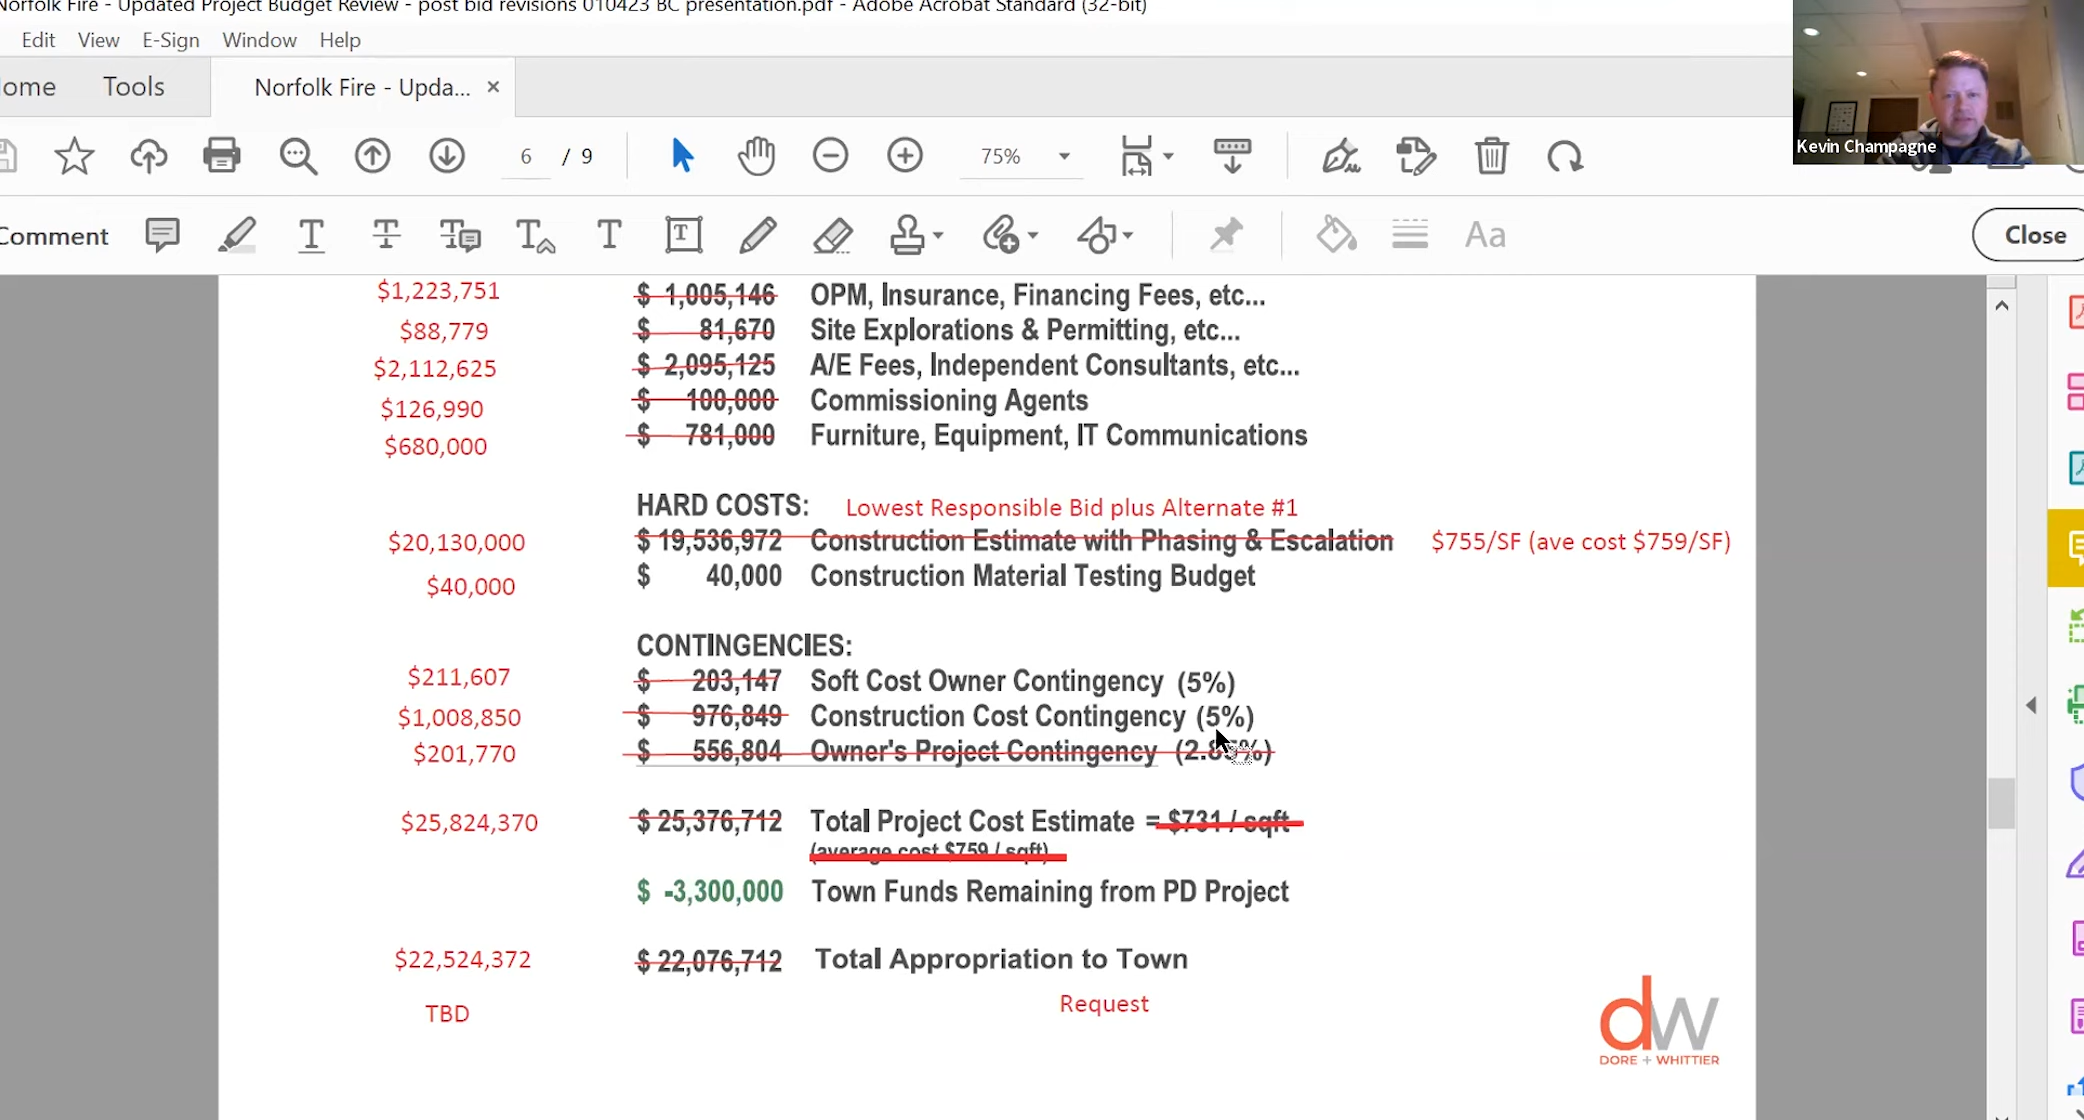 Norfolk Fire - Updated Project Budget Review - post bid revisions 010423 BC presentation.pdf - Adobe Acrobat Standard (32-bit)
Edit View E-Sign Window Help
ome Tools Norfolk Fire - Upda... ×
6 / 9 75%
Kevin Champagne
Comment T T T T T T Aa Close
$1,223,751 $ 1,005,146 OPM, Insurance, Financing Fees, etc...
$88,779 $ 81,670 Site Explorations & Permitting, etc...
$2,112,625 $ 2,095,125 A/E Fees, Independent Consultants, etc...
$126,990 $ 100,000 Commissioning Agents
$680,000 $ 781,000 Furniture, Equipment, IT Communications
HARD COSTS: Lowest Responsible Bid plus Alternate #1
$20,130,000 $ 19,536,972 Construction Estimate with Phasing & Escalation $755/SF (ave cost $759/SF)
$40,000 $ 40,000 Construction Material Testing Budget
CONTINGENCIES:
$211,607 $ 203,147 Soft Cost Owner Contingency (5%)
$1,008,850 $ 976,849 Construction Cost Contingency (5%)
$201,770 $ 556,804 Owner's Project Contingency
$25,824,370 $ 25,376,712 Total Project Cost Estimate = $731 / sqft
(average cost $759 / sqft)
$ -3,300,000 Town Funds Remaining from PD Project
$22,524,372 $ 22,076,712 Total Appropriation to Town
TBD Request
dw
DORE + WHITTIER